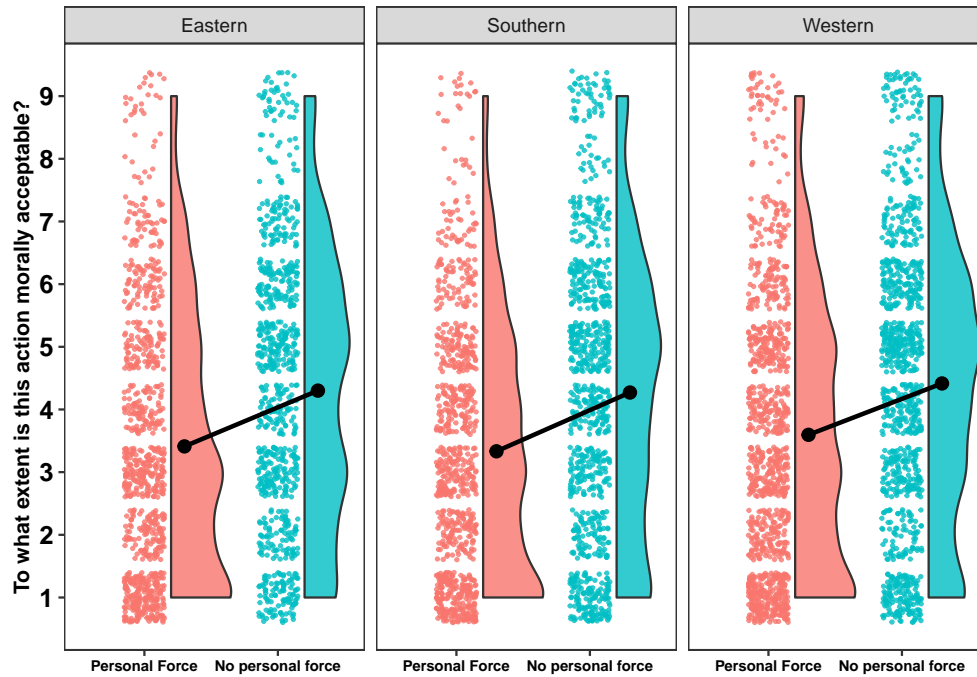 Eastern
Southern
Western
To what extent is this action morally acceptable?
9
8
7
6
5
4
3
2
1
Personal Force No personal force
Personal Force No personal force
Personal Force No personal force